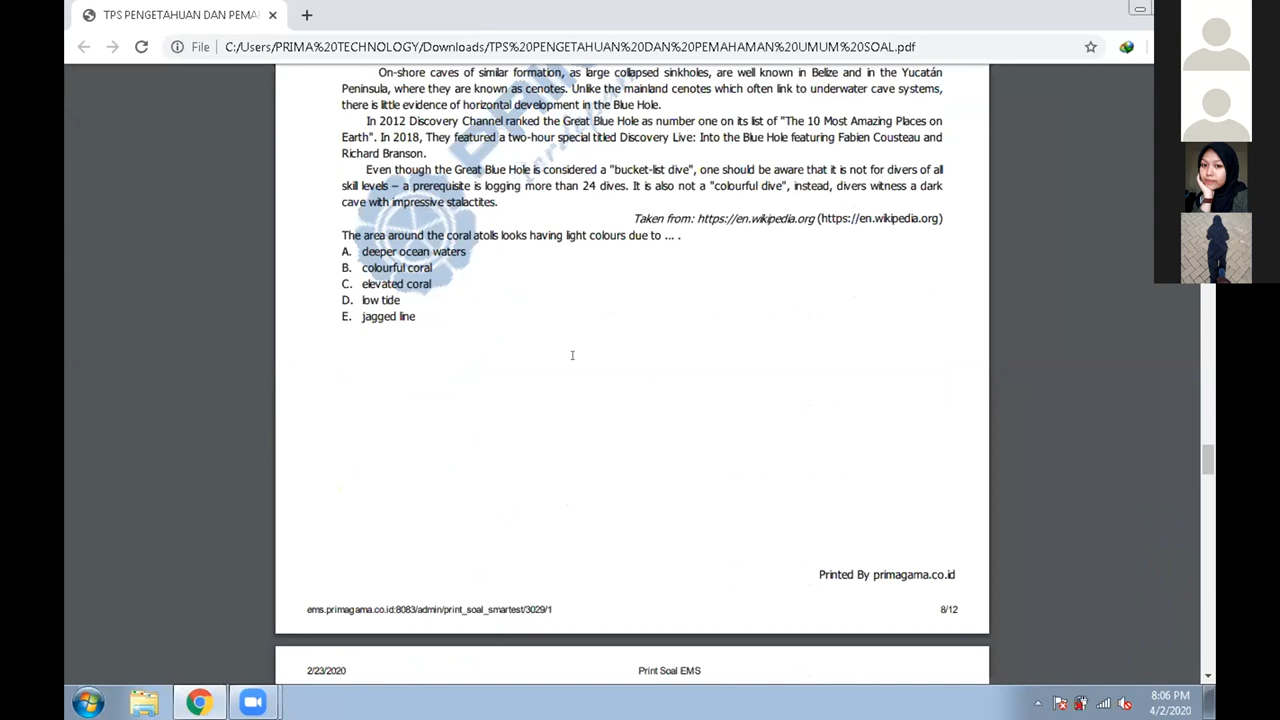 TPS PENGETAHUAN DAN PEMA
File C:/Users/PRIMA%20TECHNOLOGY/Downloads/TPS%20PENGETAHUAN%20DAN%20PEMAHAMAN%20UMUM%20SOAL.pdf
On-shore caves of similar formation, as large collapsed sinkholes, are well known in Belize and in the Yucatán
Peninsula, where they are known as cenotes. Unlike the mainland cenotes which often link to underwater cave systems,
there is little evidence of horizontal development in the Blue Hole.
In 2012 Discovery Channel ranked the Great Blue Hole as number one on its list of "The 10 Most Amazing Places on
Earth". In 2018, They featured a two-hour special titled Discovery Live: Into the Blue Hole featuring Fabien Cousteau and
Richard Branson.
Even though the Great Blue Hole is considered a "bucket-list dive", one should be aware that it is not for divers of all
skill levels – a prerequisite is logging more than 24 dives. It is also not a "colourful dive", instead, divers witness a dark
cave with impressive stalactites.
Taken from: https://en.wikipedia.org (https://en.wikipedia.org)
The area around the coral atolls looks having light colours due to ... .
A. deeper ocean waters
B. colourful coral
C. elevated coral
D. low tide
E. jagged line
Printed By primagama.co.id
ems.primagama.co.id:8083/admin/print_soal_smartest/3029/1 8/12
2/23/2020 Print Soal EMS
8:06 PM
4/2/2020